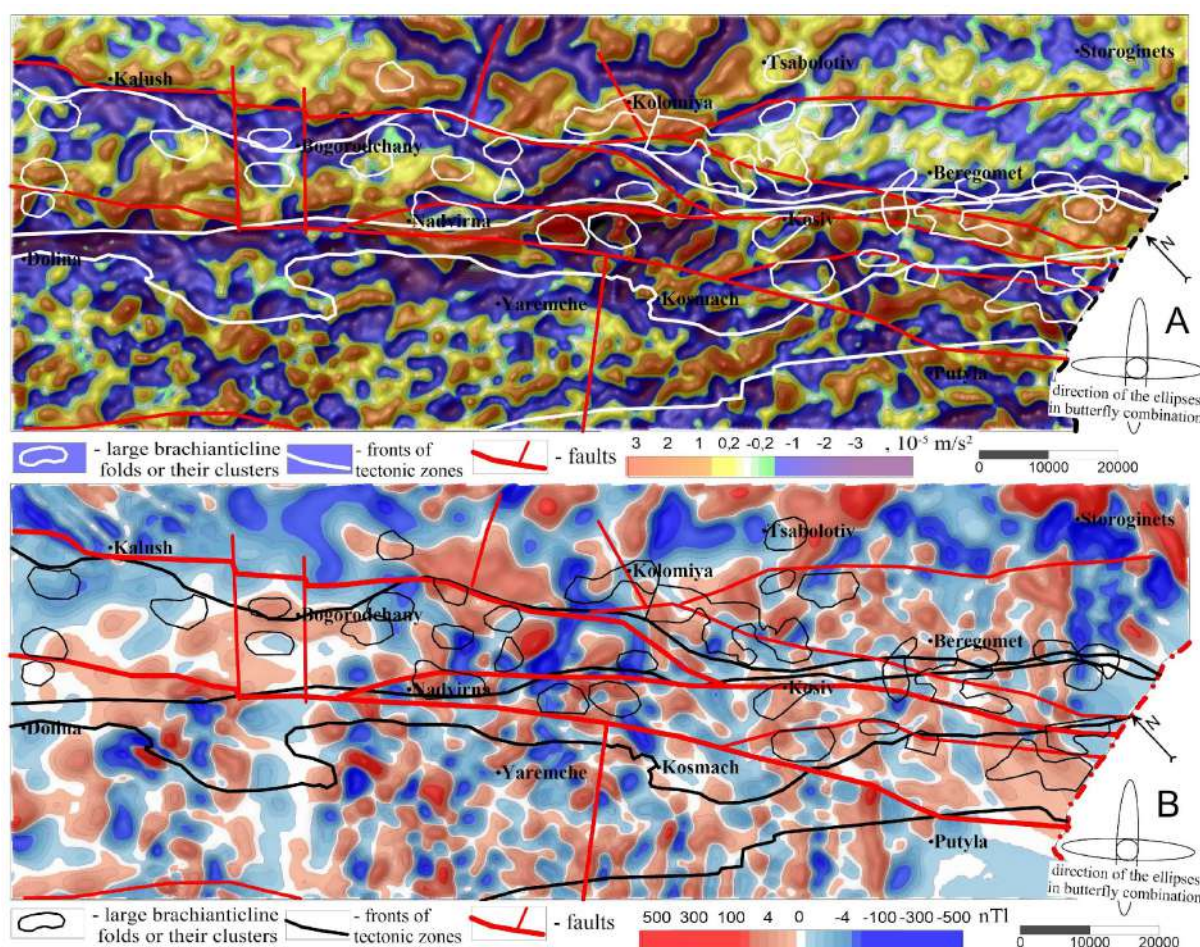 Kalush
Tsabolotiv
Storoginets
Kolomiya
Bogorodchany
Beregomet
Nadvirna
Kosiv
Dolina
N
Yaremche
Kosmach
A
Putyla
direction of the ellipses
in butterfly combination
- large brachianticline
folds or their clusters
- fronts of
tectonic zones
- faults
3 2 1 0,2 -0,2 -1 -2 -3 , 10⁻⁵ m/s²
10000 20000
Kalush
Tsabolotiv
Storoginets
Kolomiya
Bogorodchany
Beregomet
Nadvirna
Kosiv
Dolina
N
Yaremche
Kosmach
B
Putyla
direction of the ellipses
in butterfly combination
- large brachianticline
folds or their clusters
- fronts of
tectonic zones
- faults
500 300 100 4 0 -4 -100 -300 -500 nTl
10000 20000